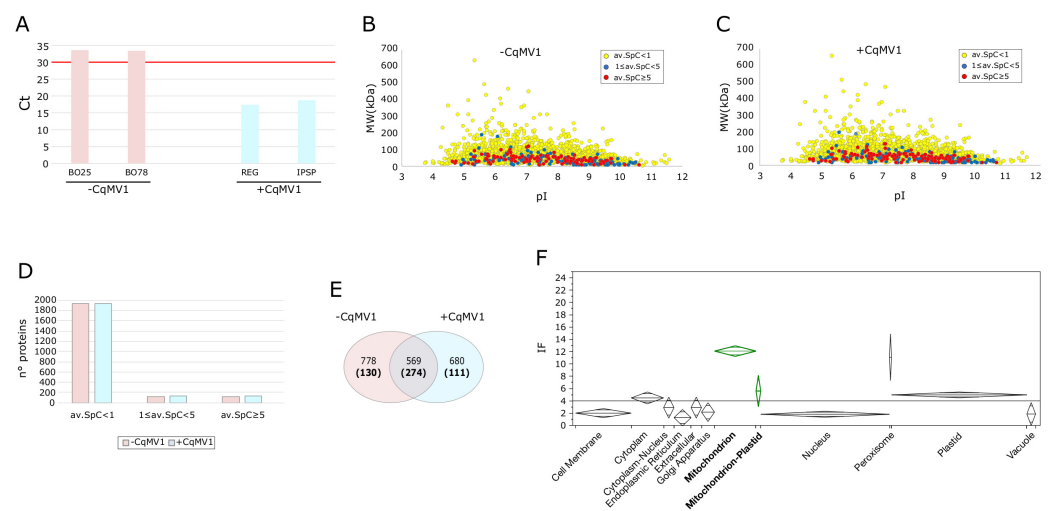 A
Ct
35
30
25
20
15
10
5
0
BO25
BO78
REG
IPSP
-CqMV1
+CqMV1
B
-CqMV1
av.SpC<1
1≤av.SpC<5
av.SpC≥5
MW(kDa)
700
600
500
400
300
200
100
0
3 4 5 6 7 8 9 10 11 12
pI
C
+CqMV1
av.SpC<1
1≤av.SpC<5
av.SpC≥5
MW(kDa)
700
600
500
400
300
200
100
0
3 4 5 6 7 8 9 10 11 12
pI
D
n° proteins
2000
1800
1600
1400
1200
1000
800
600
400
200
0
av.SpC<1
1≤av.SpC<5
av.SpC≥5
-CqMV1 +CqMV1
E
-CqMV1 +CqMV1
778 569 680
(130) (274) (111)
F
IF
24
22
20
18
16
14
12
10
8
6
4
2
0
Cell Membrane
Cytoplam
Cytoplasm-Nucleus
Endoplasmic Reticulum
Extracellular
Golgi Apparatus
Mitochondrion
Mitochondrion-Plastid
Nucleus
Peroxisome
Plastid
Vacuole